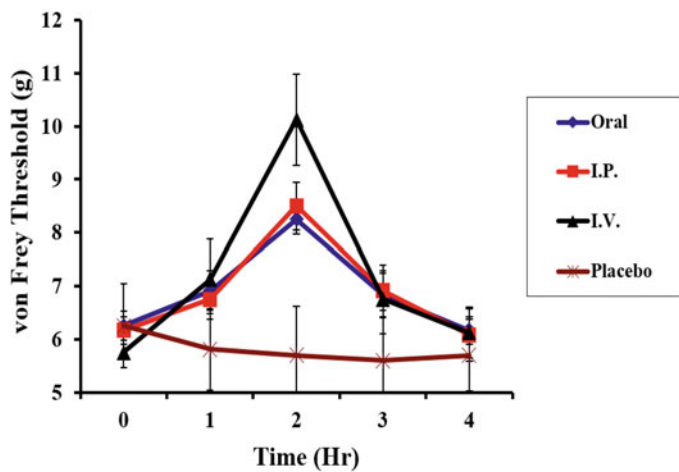 12
11
10
9
8
7
6
5
von Frey Threshold (g)
0 1 2 3 4
Time (Hr)
Oral
I.P.
I.V.
Placebo